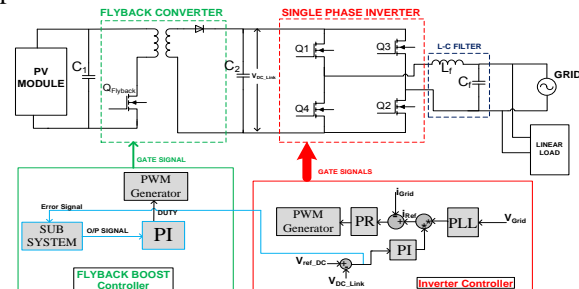 FLYBACK CONVERTER
SINGLE PHASE INVERTER
PV
MODULE
C1
QFlyback
C2
VDC_Link
Q1
Q3
Q4
Q2
L-C FILTER
Lf
Cf
GRID
LINEAR
LOAD
GATE SIGNAL
GATE SIGNALS
PWM
Generator
DUTY
Error Signal
SUB
SYSTEM
O/P SIGNAL
PI
FLYBACK BOOST
Controller
iGrid
PWM
Generator
PR
+
iRef
*
PLL
VGrid
PI
Vref_DC
+
VDC_Link
Inverter Controller